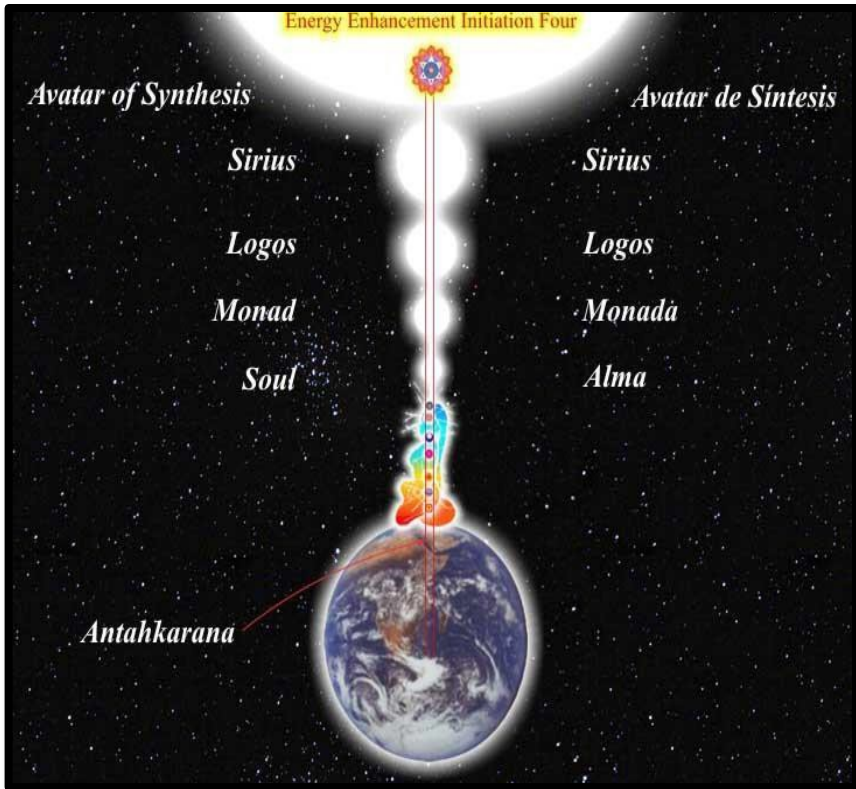 Energy Enhancement Initiation Four
Avatar of Synthesis
Avatar de Síntesis
Sirius
Sirius
Logos
Logos
Monad
Monada
Soul
Alma
Antahkarana